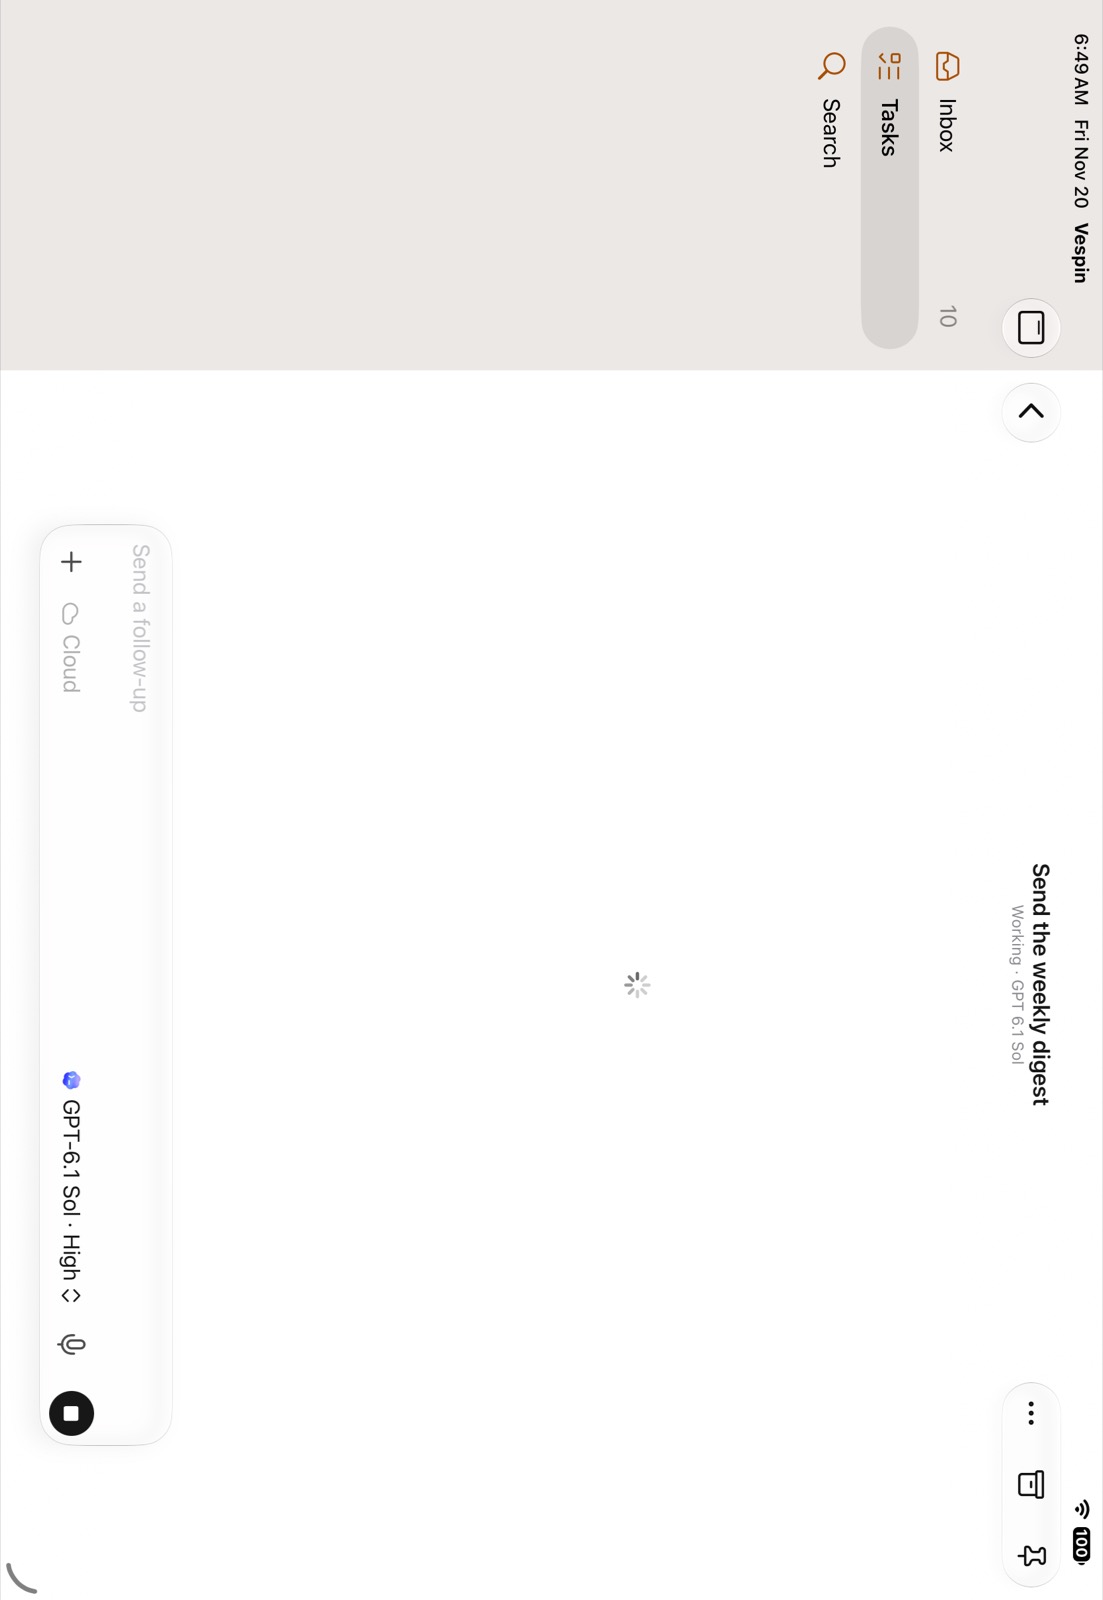 6:49 AM Fri Nov 20 Vespin
100
Send the weekly digest
Working · GPT 6.1 Sol
Inbox 10
Tasks
Search
Send a follow-up
Cloud
GPT-6.1 Sol · High